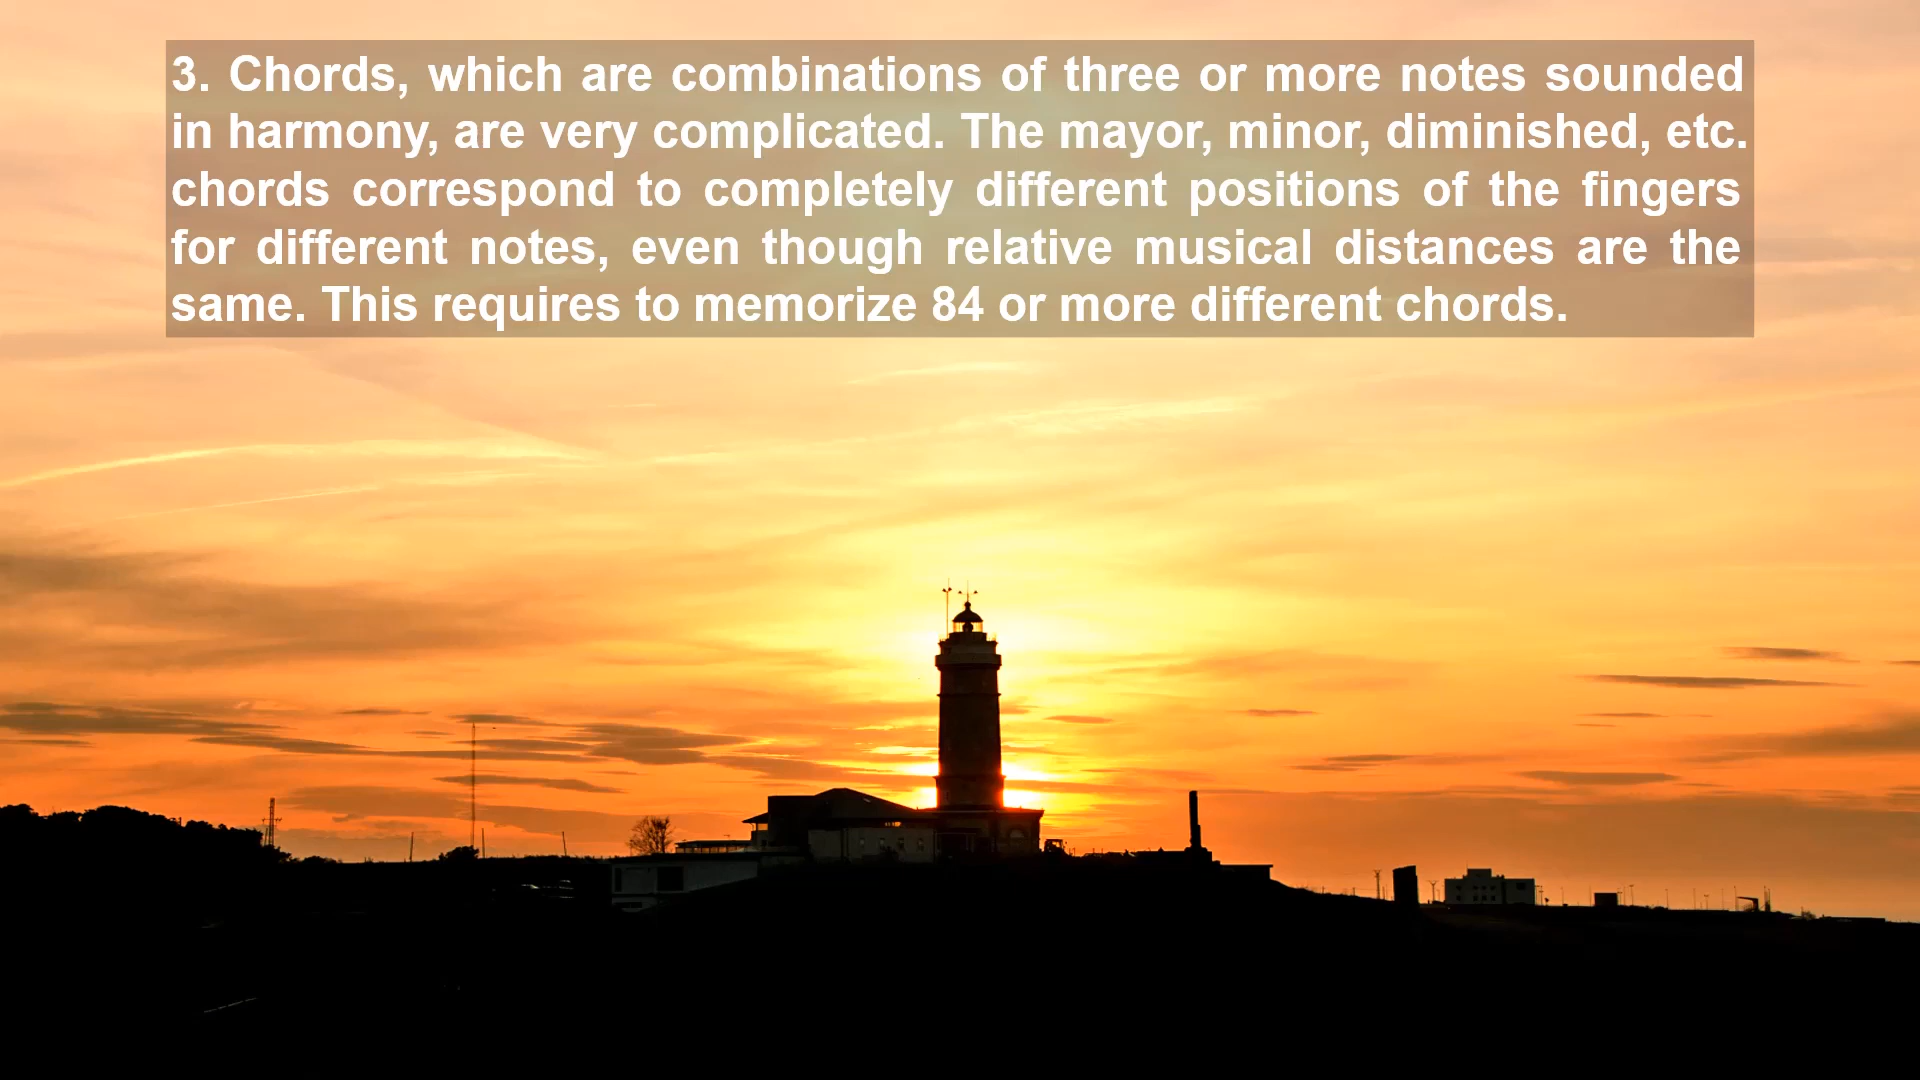 3. Chords, which are combinations of three or more notes sounded
in harmony, are very complicated. The mayor, minor, diminished, etc.
chords correspond to completely different positions of the fingers
for different notes, even though relative musical distances are the
same. This requires to memorize 84 or more different chords.